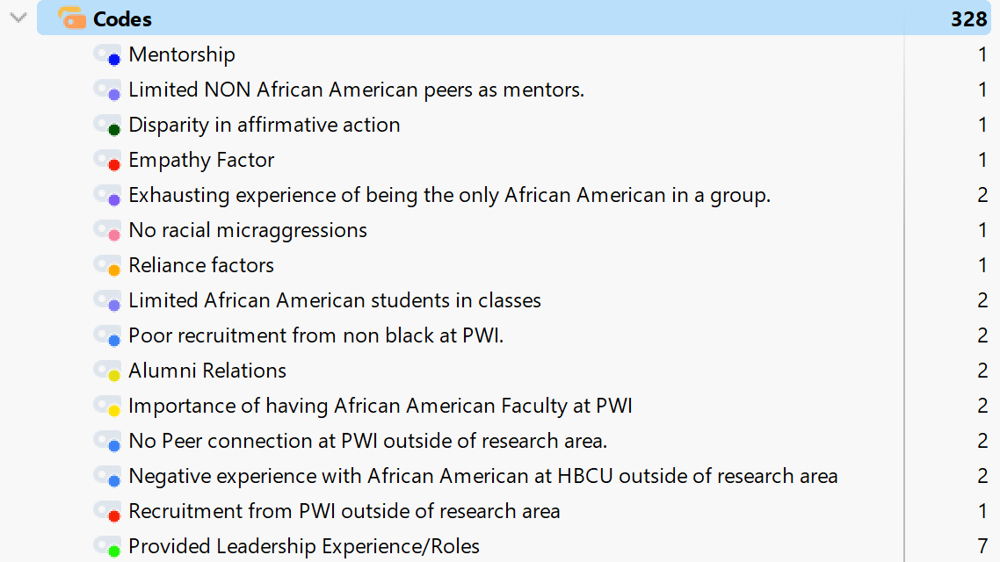 Codes 328
Mentorship 1
Limited NON African American peers as mentors. 1
Disparity in affirmative action 1
Empathy Factor 1
Exhausting experience of being the only African American in a group. 2
No racial micraggressions 1
Reliance factors 1
Limited African American students in classes 2
Poor recruitment from non black at PWI. 2
Alumni Relations 2
Importance of having African American Faculty at PWI 2
No Peer connection at PWI outside of research area. 2
Negative experience with African American at HBCU outside of research area 2
Recruitment from PWI outside of research area 1
Provided Leadership Experience/Roles 7